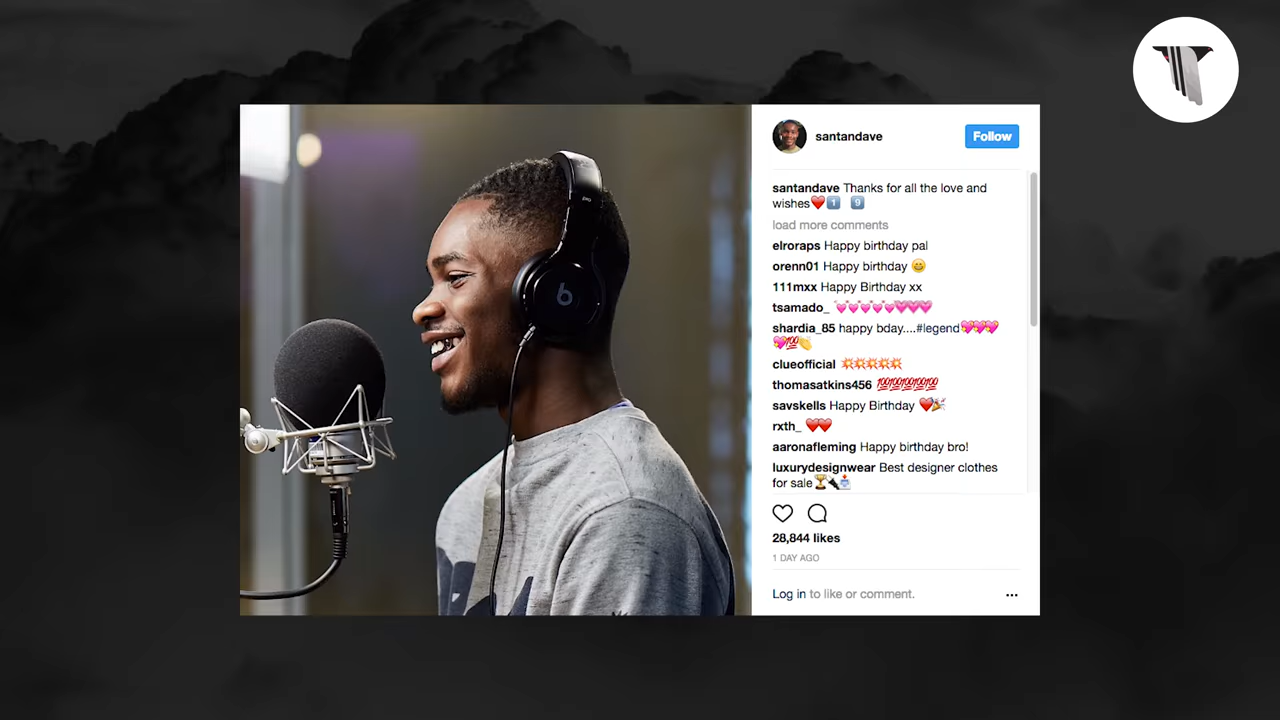 santandave
Follow
santandave Thanks for all the love and
wishes❤️1️⃣ 9️⃣
load more comments
elroraps Happy birthday pal
orenn01 Happy birthday 😄
111mxx Happy Birthday xx
tsamado_ 💘💘💘💘💘💗💗💗
shardia_85 happy bday....#legend💖💖💖
💖💯👏
clueofficial 💥💥💥💥💥
thomasatkins456 💯💯💯💯💯
savskells Happy Birthday ❤️🎉
rxth_ ❤️❤️
aaronafleming Happy birthday bro!
luxurydesignwear Best designer clothes
for sale🏆🔌📩
28,844 likes
1 DAY AGO
Log in to like or comment.
b